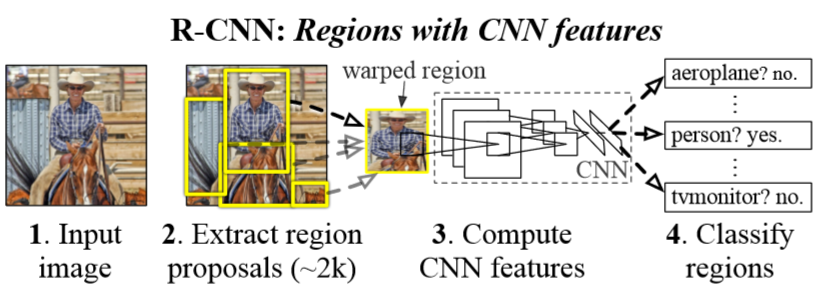 R-CNN: Regions with CNN features
warped region
aeroplane? no.
⋮
person? yes.
⋮
tvmonitor? no.
CNN
1. Input
image
2. Extract region
proposals (~2k)
3. Compute
CNN features
4. Classify
regions